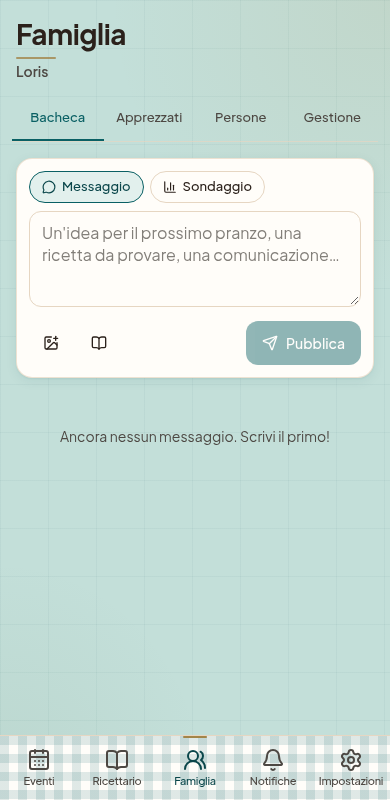 Famiglia
Loris
Bacheca Apprezzati Persone Gestione
Messaggio Sondaggio
Un'idea per il prossimo pranzo, una
ricetta da provare, una comunicazione…
Pubblica
Ancora nessun messaggio. Scrivi il primo!
Eventi Ricettario Famiglia Notifiche Impostazioni